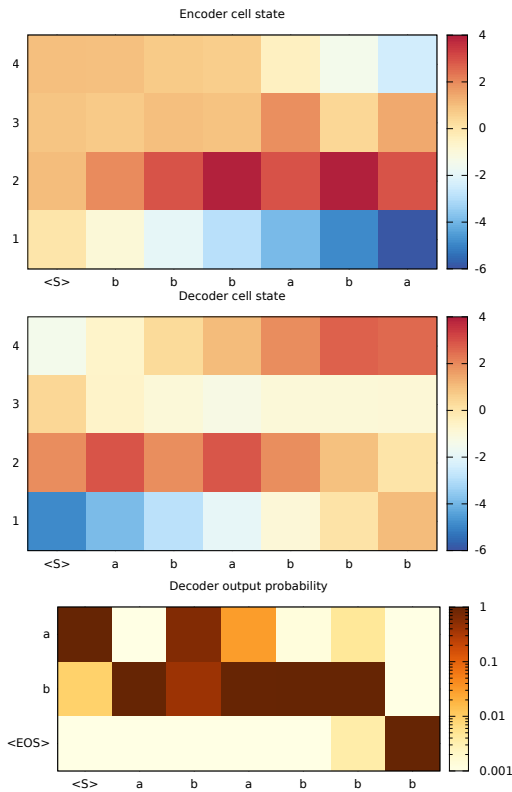 Encoder cell state
4
3
2
1
<S> b b b a b a
4
2
0
-2
-4
-6
Decoder cell state
4
3
2
1
<S> a b a b b b
4
2
0
-2
-4
-6
Decoder output probability
a
b
<EOS>
<S> a b a b b b
1
0.1
0.01
0.001